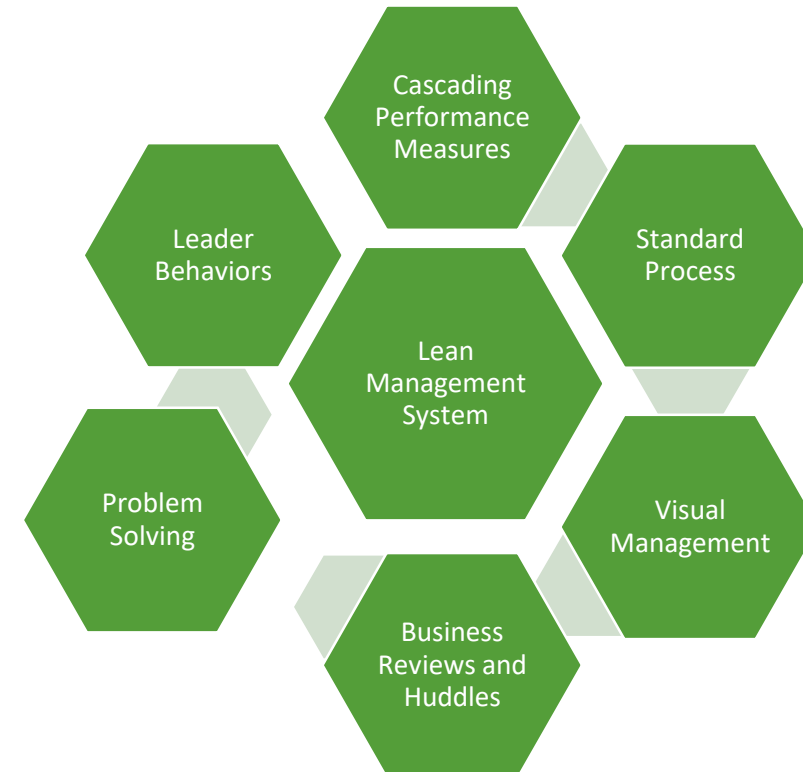 Cascading
Performance
Measures
Standard
Process
Visual
Management
Business
Reviews and
Huddles
Problem
Solving
Leader
Behaviors
Lean
Management
System